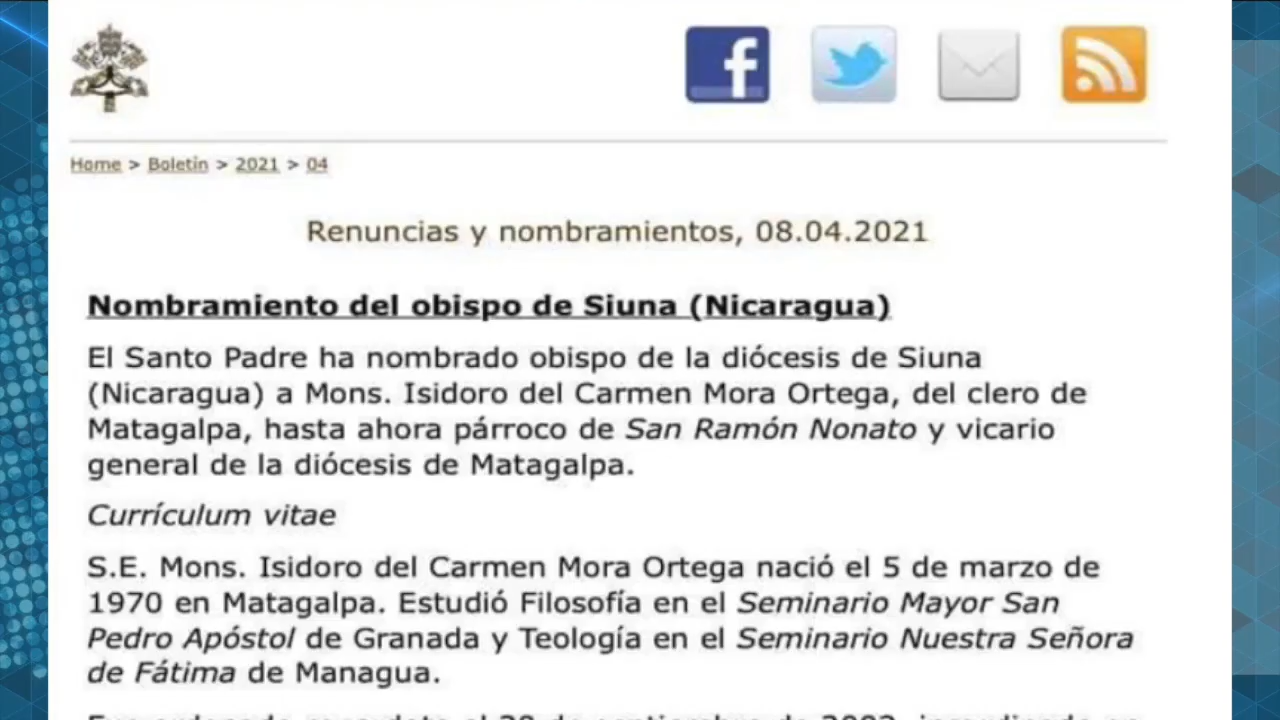 Home > Boletín > 2021 > 04
Renuncias y nombramientos, 08.04.2021
Nombramiento del obispo de Siuna (Nicaragua)
El Santo Padre ha nombrado obispo de la diócesis de Siuna
(Nicaragua) a Mons. Isidoro del Carmen Mora Ortega, del clero de
Matagalpa, hasta ahora párroco de San Ramón Nonato y vicario
general de la diócesis de Matagalpa.
Currículum vitae
S.E. Mons. Isidoro del Carmen Mora Ortega nació el 5 de marzo de
1970 en Matagalpa. Estudió Filosofía en el Seminario Mayor San
Pedro Apóstol de Granada y Teología en el Seminario Nuestra Señora
de Fátima de Managua.